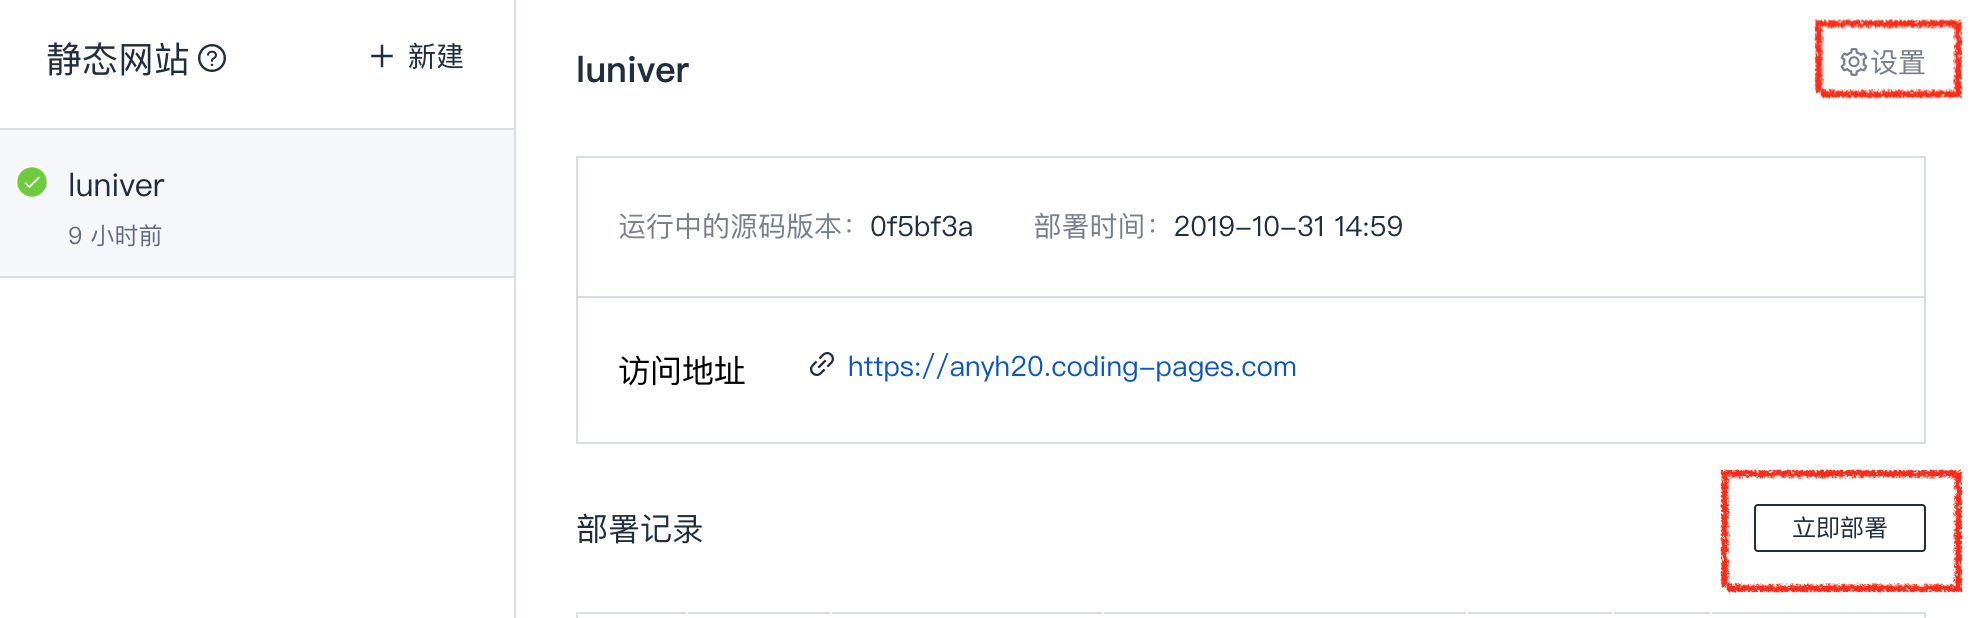 静态网站
+ 新建
luniver
9 小时前
luniver
设置
运行中的源码版本： 0f5bf3a 部署时间： 2019-10-31 14:59
访问地址 https://anyh20.coding-pages.com
部署记录
立即部署